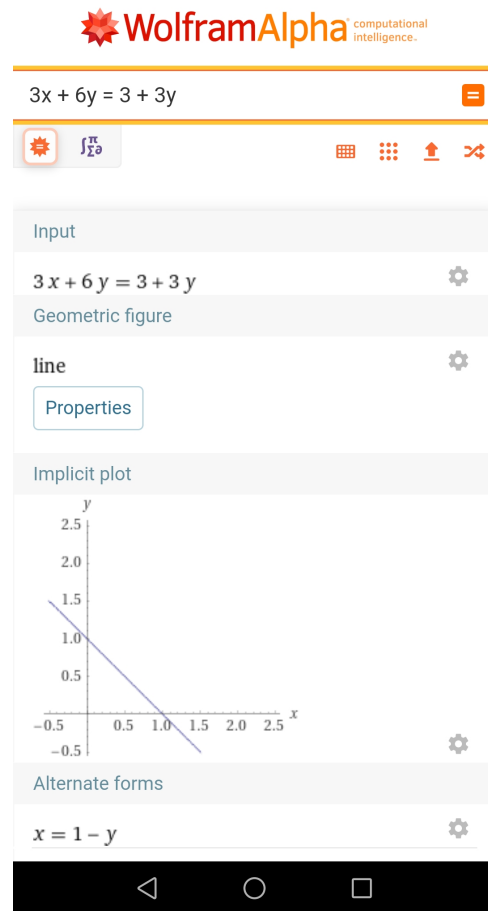 WolframAlpha computational intelligence.
3x + 6y = 3 + 3y
=
∫π Σ∂
Input
3 x + 6 y = 3 + 3 y
Geometric figure
line
Properties
Implicit plot
y
2.5
2.0
1.5
1.0
0.5
x
-0.5 0.5 1.0 1.5 2.0 2.5
-0.5
Alternate forms
x = 1 – y